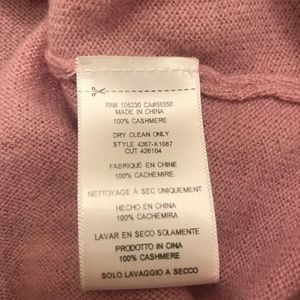 RN# 105230 CA#58350
MADE IN CHINA
100% CASHMERE
DRY CLEAN ONLY
STYLE 4267-K1067
CUT 426104
FABRIQUÉ EN CHINE
100% CACHEMIRE
NETTOYAGE À SEC UNIQUEMENT
HECHO EN CHINA
100% CACHEMIRA
LAVAR EN SECO SOLAMENTE
PRODOTTO IN CINA
100% CASHMERE
SOLO LAVAGGIO A SECCO